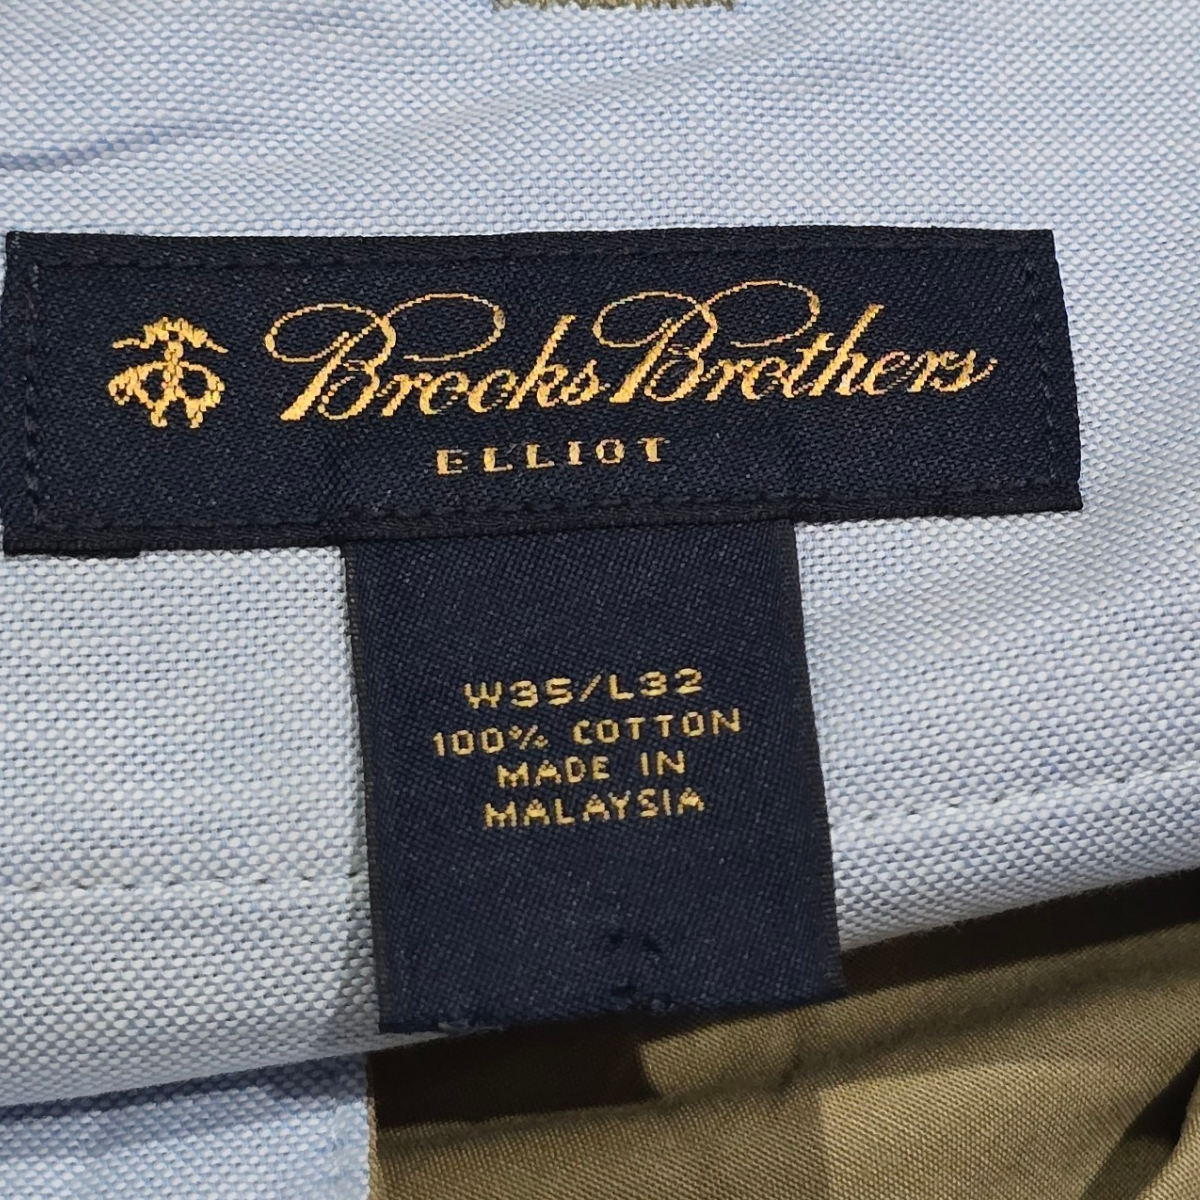 Brooks Brothers
ELLIOT
W35/L32
100% COTTON
MADE IN
MALAYSIA